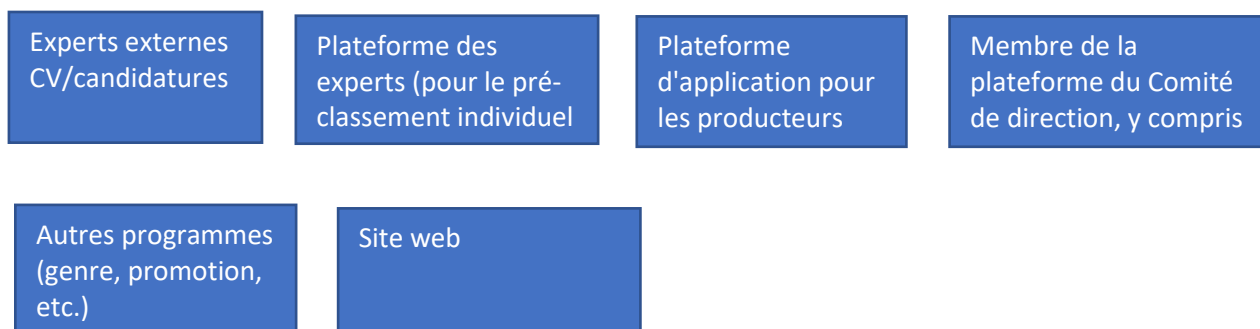 Experts externes
CV/candidatures
Plateforme des
experts (pour le pré-
classement individuel
Plateforme
d'application pour
les producteurs
Membre de la
plateforme du Comité
de direction, y compris
Autres programmes
(genre, promotion,
etc.)
Site web